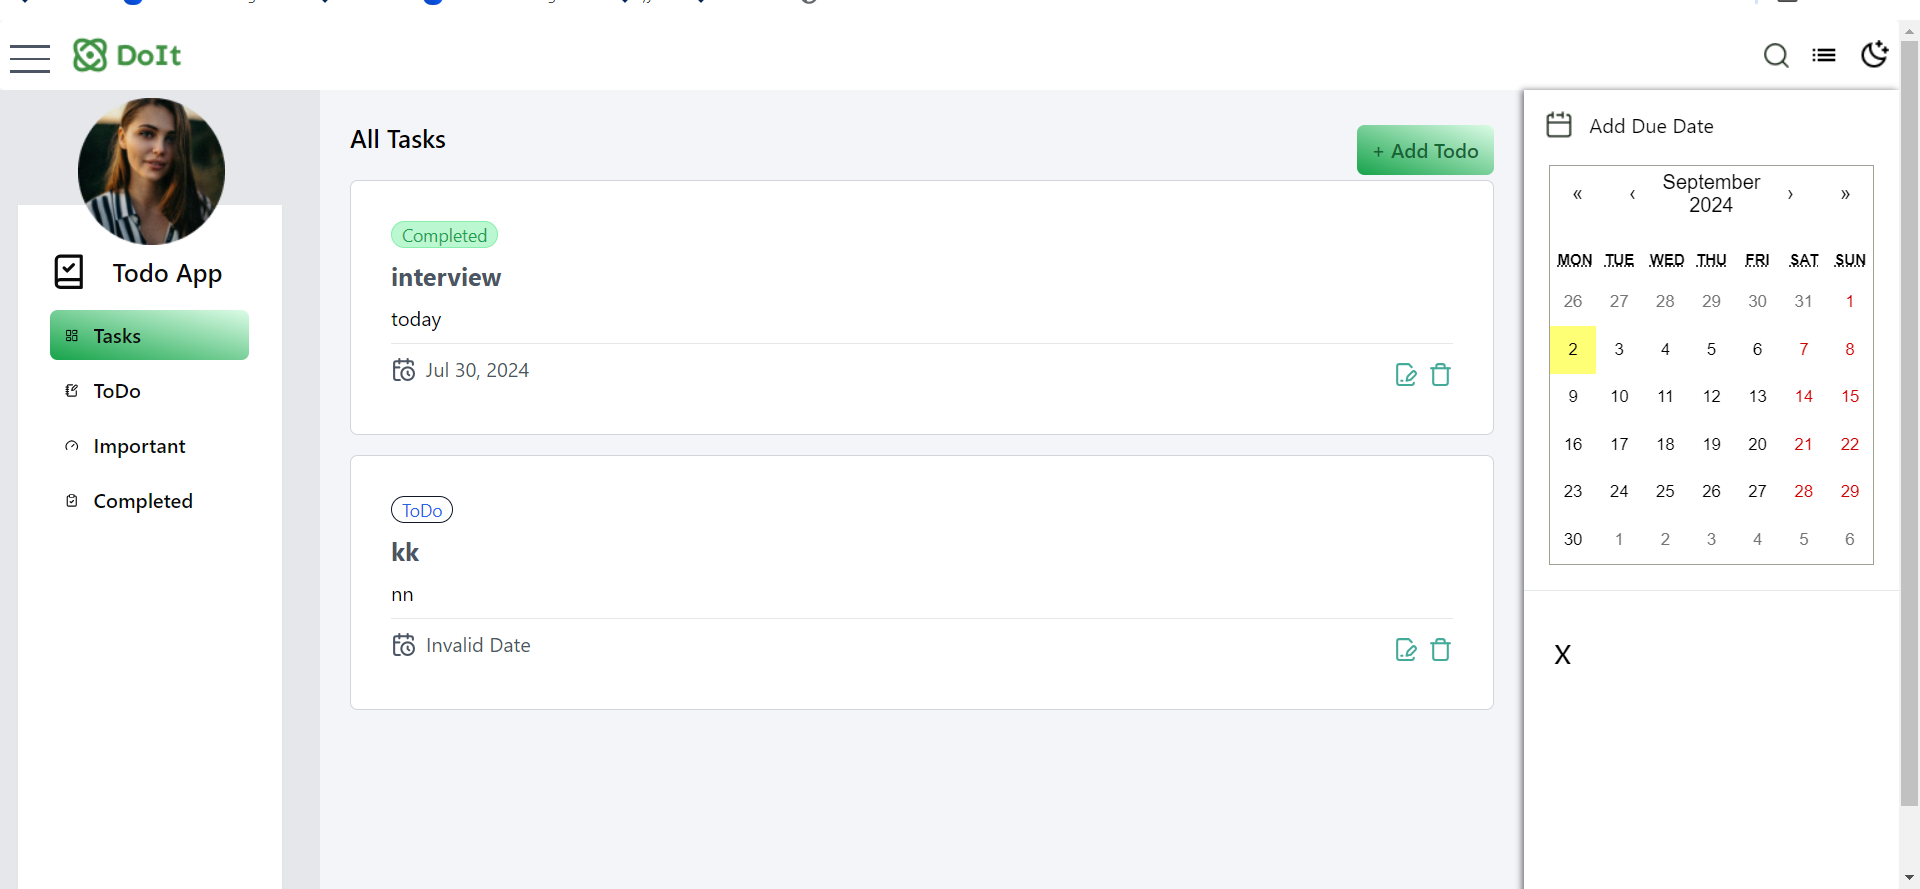 DoIt
Todo App
Tasks
ToDo
Important
Completed
All Tasks
+ Add Todo
Completed
interview
today
Jul 30, 2024
ToDo
kk
nn
Invalid Date
Add Due Date
« ‹ September 2024 › »
MON TUE WED THU FRI SAT SUN
26 27 28 29 30 31 1
2 3 4 5 6 7 8
9 10 11 12 13 14 15
16 17 18 19 20 21 22
23 24 25 26 27 28 29
30 1 2 3 4 5 6
X